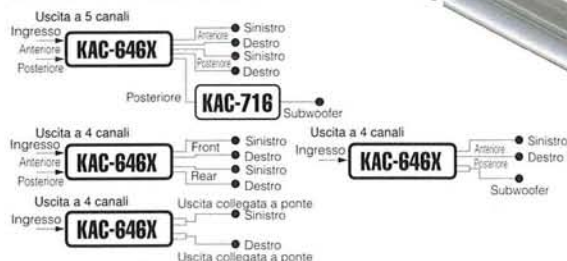 Uscita a 5 canali
Ingresso
Anteriore
Posteriore
KAC-646X
Anteriore
Sinistro
Destro
Posteriore
Sinistro
Destro
Posteriore
KAC-716
Subwoofer
Uscita a 4 canali
Ingresso
Anteriore
Posteriore
KAC-646X
Front
Sinistro
Destro
Rear
Sinistro
Destro
Uscita a 4 canali
Ingresso
KAC-646X
Anteriore
Sinistro
Destro
Posteriore
Subwoofer
Uscita a 4 canali
Ingresso
KAC-646X
Uscita collegata a ponte
Sinistro
Destro
Uscita collegata a ponte